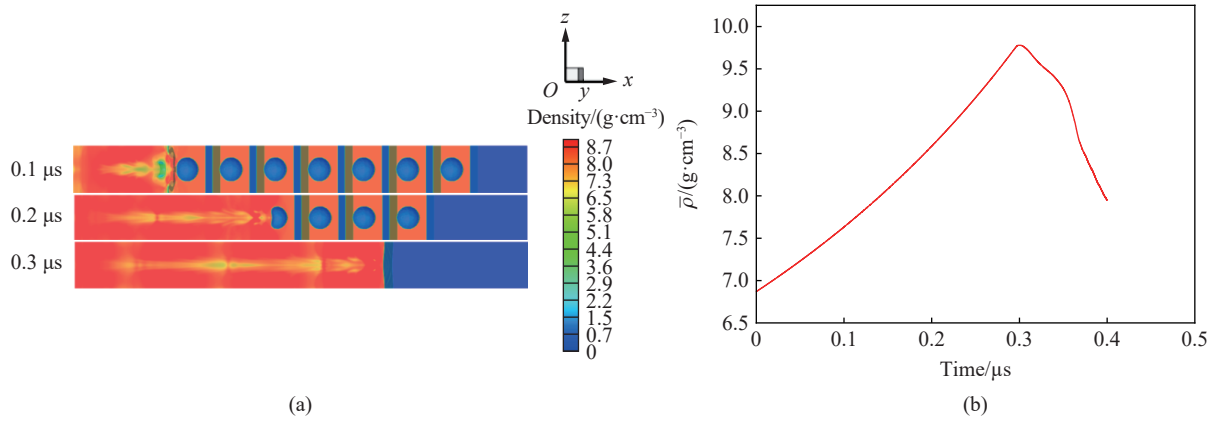 z
O
y
x
Density/(g·cm⁻³)
8.7
8.0
7.3
6.5
5.8
5.1
4.4
3.6
2.9
2.2
1.5
0.7
0
0.1 μs
0.2 μs
0.3 μs
(a)
10.0
9.5
9.0
8.5
8.0
7.5
7.0
6.5
ρ̅/(g·cm⁻³)
0 0.1 0.2 0.3 0.4 0.5
Time/μs
(b)